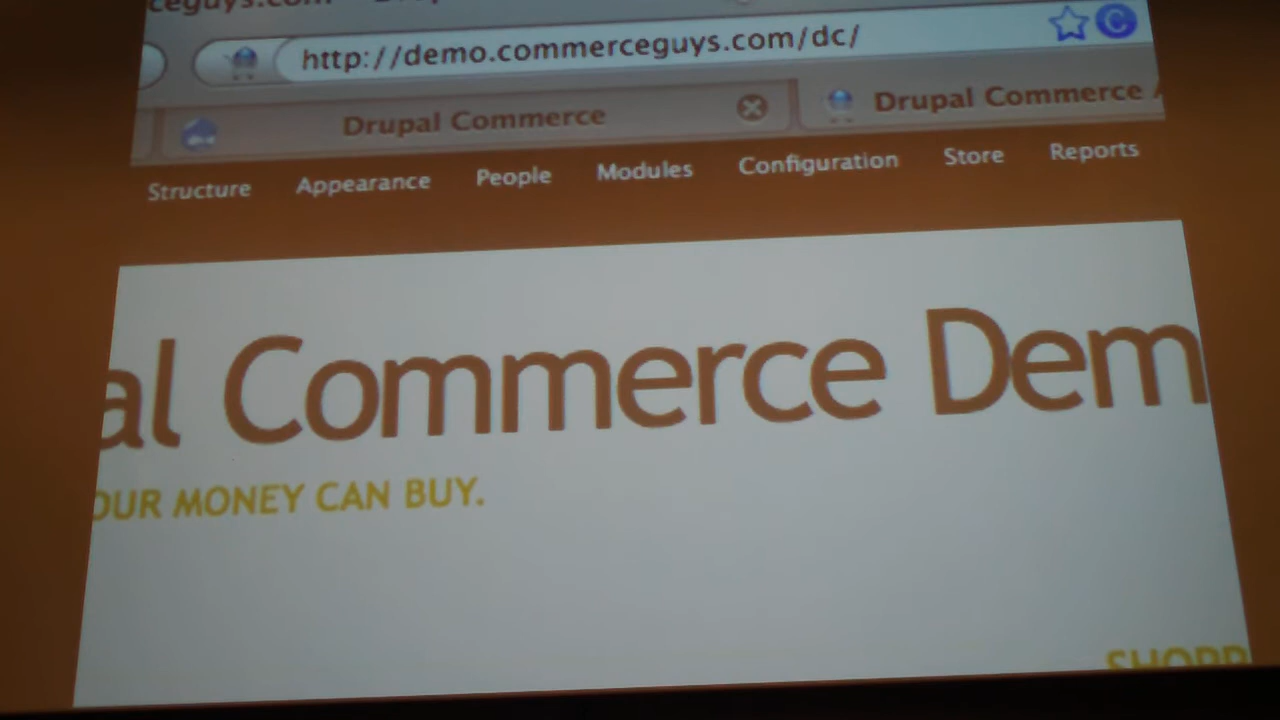 http://demo.commerceguys.com/dc/
Drupal Commerce
Drupal Commerce
Structure Appearance People Modules Configuration Store Reports
al Commerce Dem
OUR MONEY CAN BUY.
SHOPP